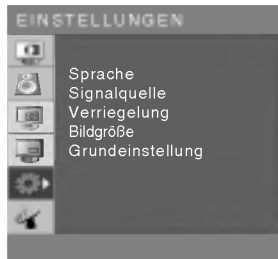 EINSTELLUNGEN
Sprache
Signalquelle
Verriegelung
Bildgröße
Grundeinstellung